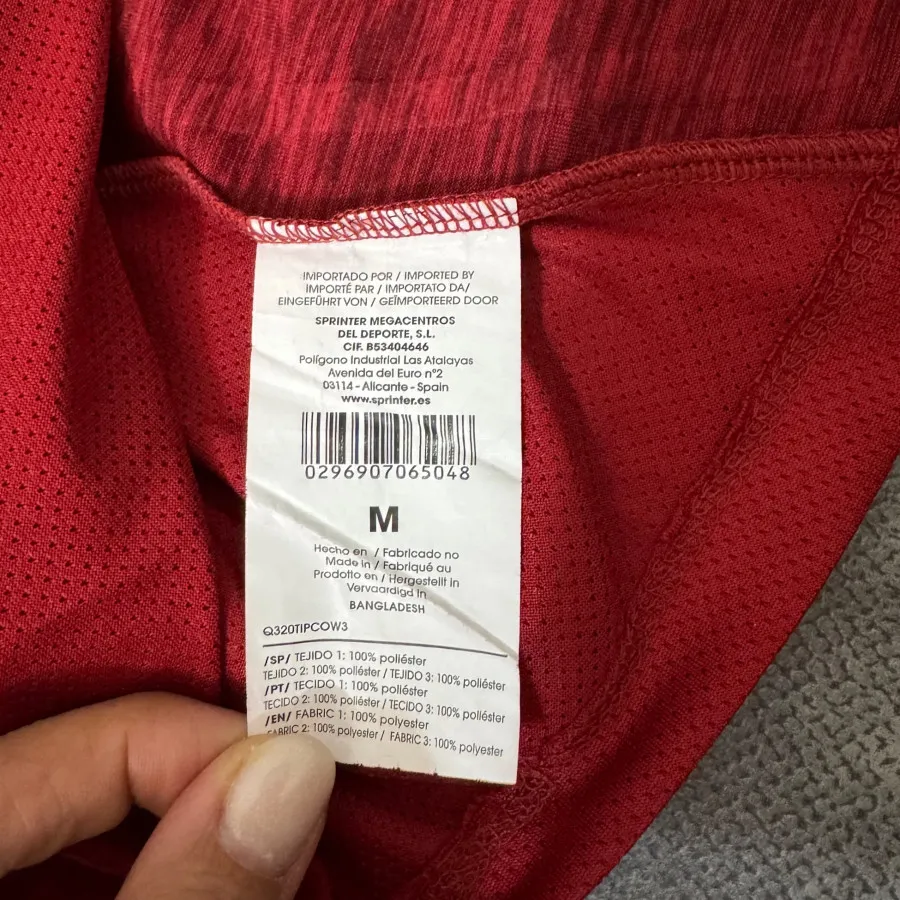 IMPORTADO POR / IMPORTED BY
IMPORTÉ PAR / IMPORTATO DA/
EINGEFÜHRT VON / GEÏMPORTEERD DOOR
SPRINTER MEGACENTROS
DEL DEPORTE, S.L.
CIF. B53404646
Polígono Industrial Las Atalayas
Avenida del Euro nº2
03114 - Alicante - Spain
www.sprinter.es
0296907065048
M
Hecho en / Fabricado no
Made in / Fabriqué au
Prodotto en / Hergestellt in
Vervaardigd in
BANGLADESH
Q320TIPCOW3
/SP/ TEJIDO 1: 100% poliéster
TEJIDO 2: 100% poliéster / TEJIDO 3: 100% poliéster
/PT/ TECIDO 1: 100% poliéster
TECIDO 2: 100% poliéster / TECIDO 3: 100% poliéster
/EN/ FABRIC 1: 100% polyester
FABRIC 2: 100% polyester / FABRIC 3: 100% polyester